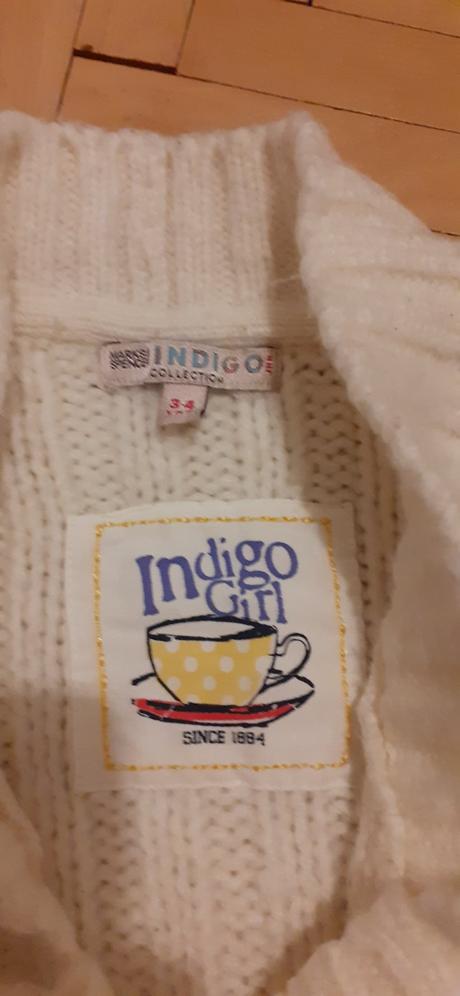 MARKS
SPENCER
INDIGO
COLLECTION
3-4
Indigo
Girl
SINCE 1884